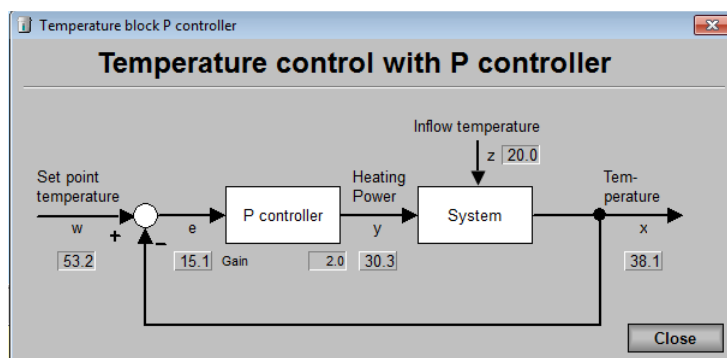 Temperature block P controller
Temperature control with P controller
Inflow temperature
z 20.0
Set point
temperature
Heating
Power
Tem-
perature
P controller
System
w + − e y x
53.2 15.1 Gain 2.0 30.3 38.1
Close